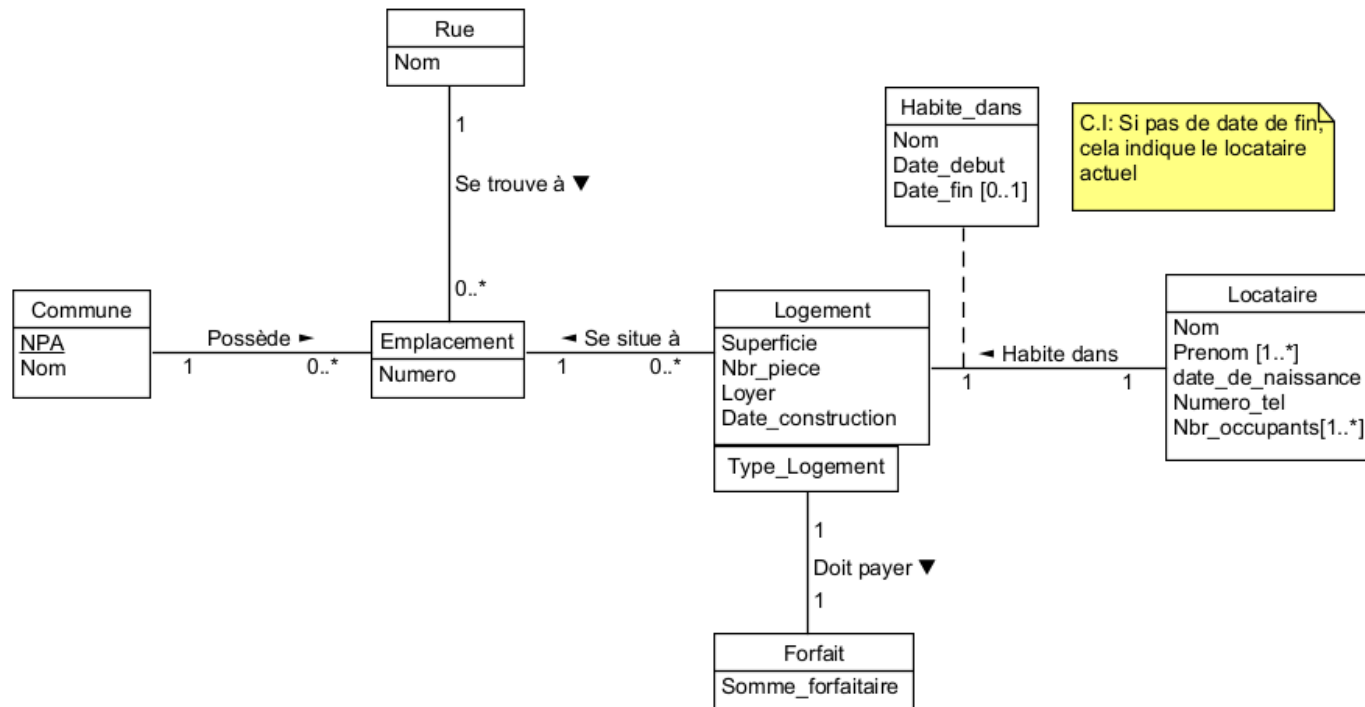 Rue
Nom
1
Se trouve à ▼
0..*
Habite_dans
Nom
Date_debut
Date_fin [0..1]
C.I: Si pas de date de fin,
cela indique le locataire
actuel
Commune
NPA
Nom
Possède ►
1
0..*
Emplacement
Numero
◄ Se situe à
1
0..*
Logement
Superficie
Nbr_piece
Loyer
Date_construction
Type_Logement
◄ Habite dans
1
1
Locataire
Nom
Prenom [1..*]
date_de_naissance
Numero_tel
Nbr_occupants[1..*]
1
Doit payer ▼
1
Forfait
Somme_forfaitaire